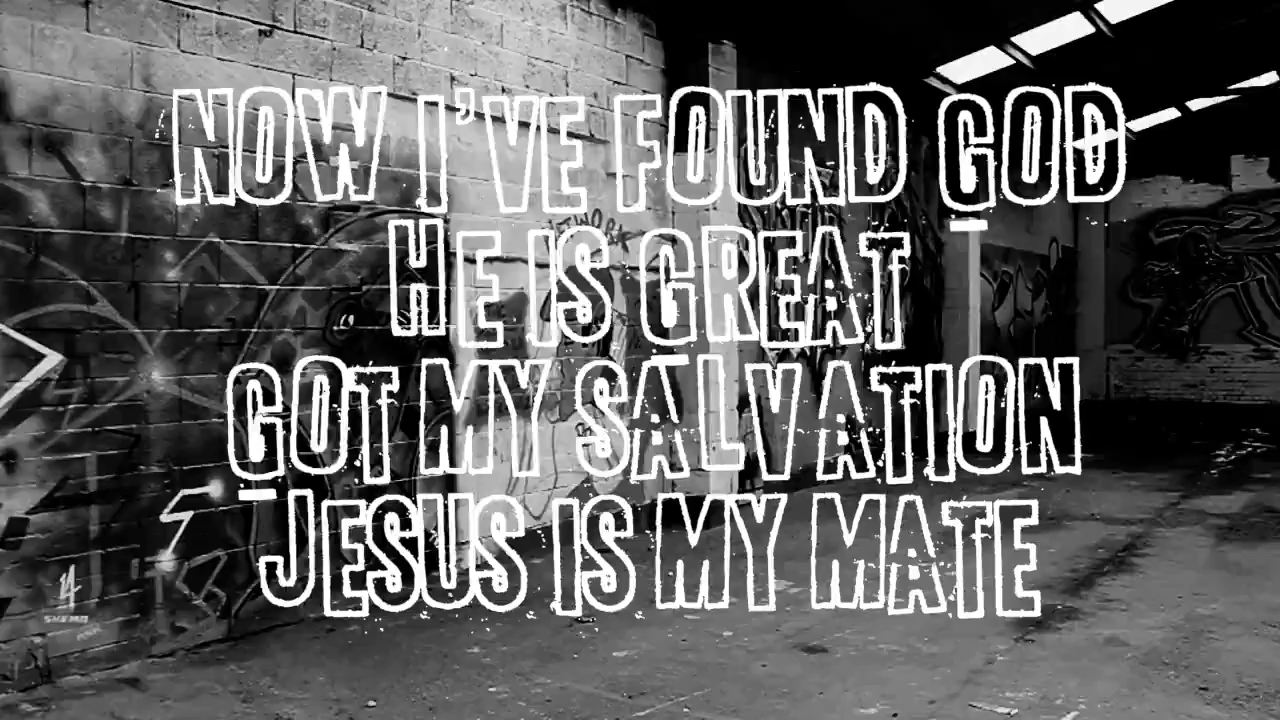 NOW I'VE FOUND GOD
HE IS GREAT
GOT MY SALVATION
JESUS IS MY MATE